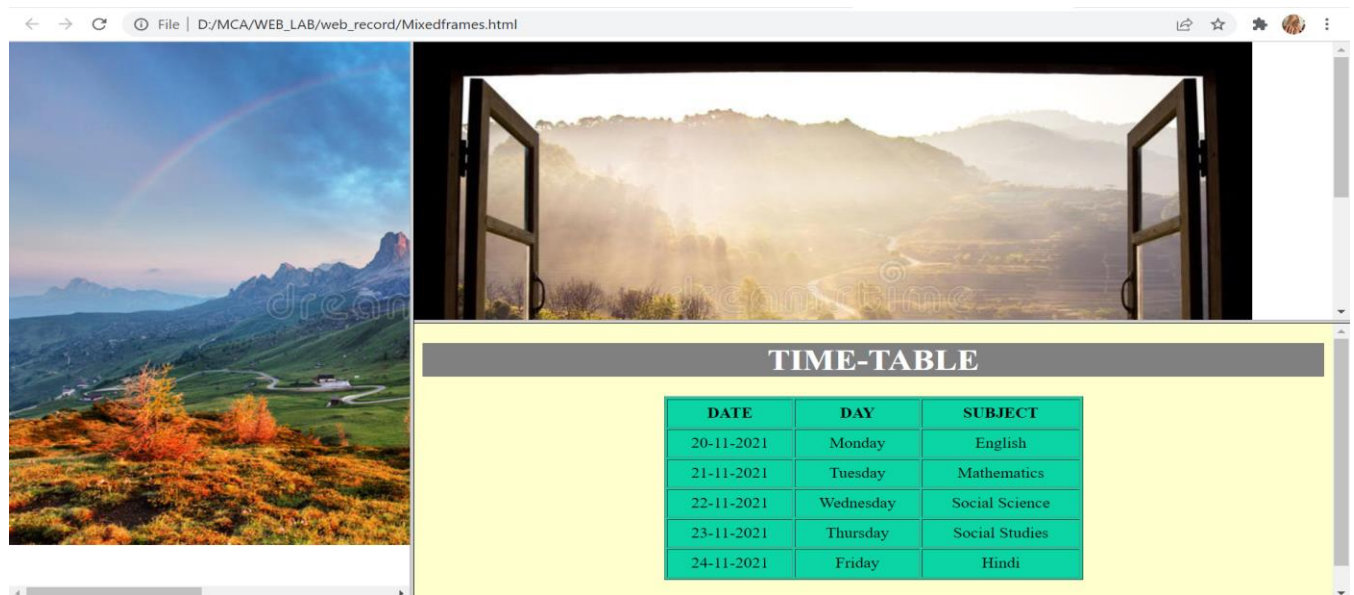 File | D:/MCA/WEB_LAB/web_record/Mixedframes.html
dream
dreamstime
TIME-TABLE
DATE DAY SUBJECT
20-11-2021 Monday English
21-11-2021 Tuesday Mathematics
22-11-2021 Wednesday Social Science
23-11-2021 Thursday Social Studies
24-11-2021 Friday Hindi